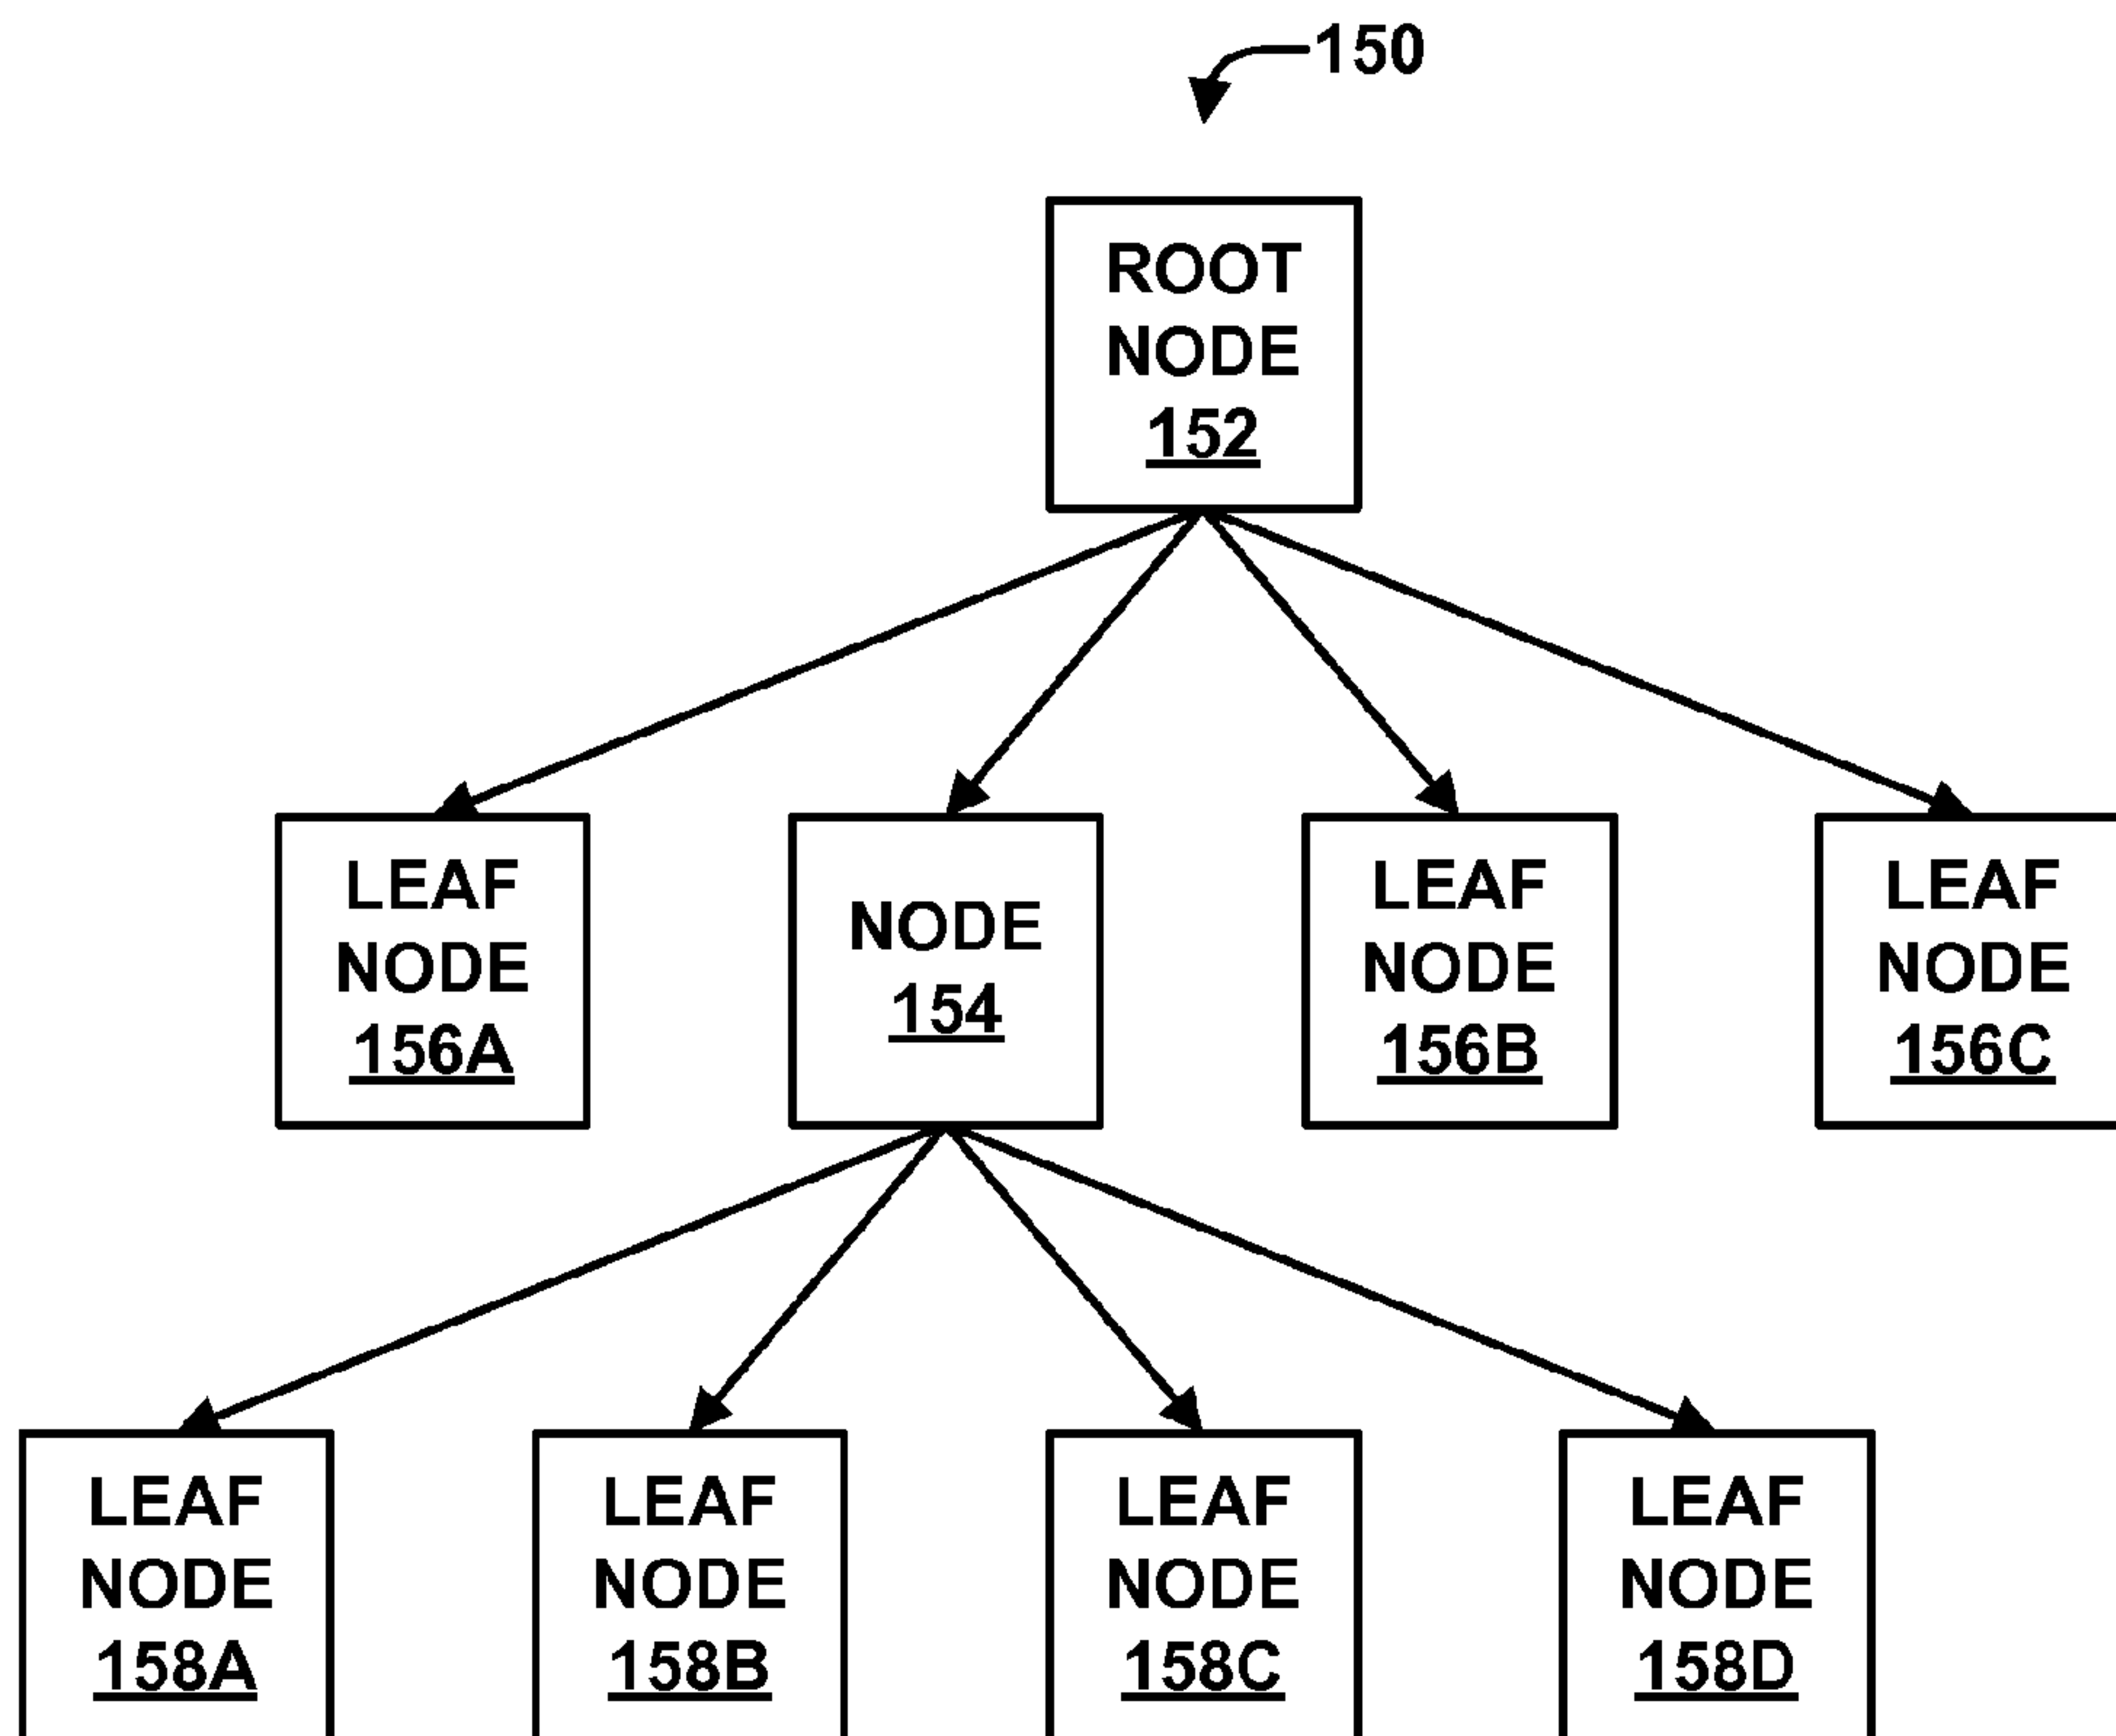 150
ROOT
NODE
152
LEAF
NODE
156A
NODE
154
LEAF
NODE
156B
LEAF
NODE
156C
LEAF
NODE
158A
LEAF
NODE
158B
LEAF
NODE
158C
LEAF
NODE
158D